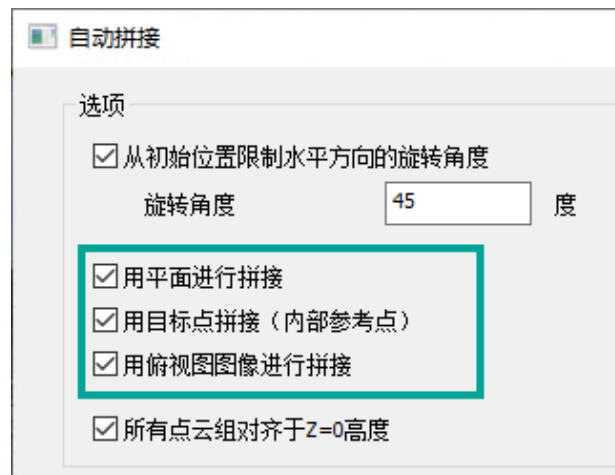 自动拼接
选项
从初始位置限制水平方向的旋转角度
旋转角度 45 度
用平面进行拼接
用目标点拼接（内部参考点）
用俯视图图像进行拼接
所有点云组对齐于Z=0高度